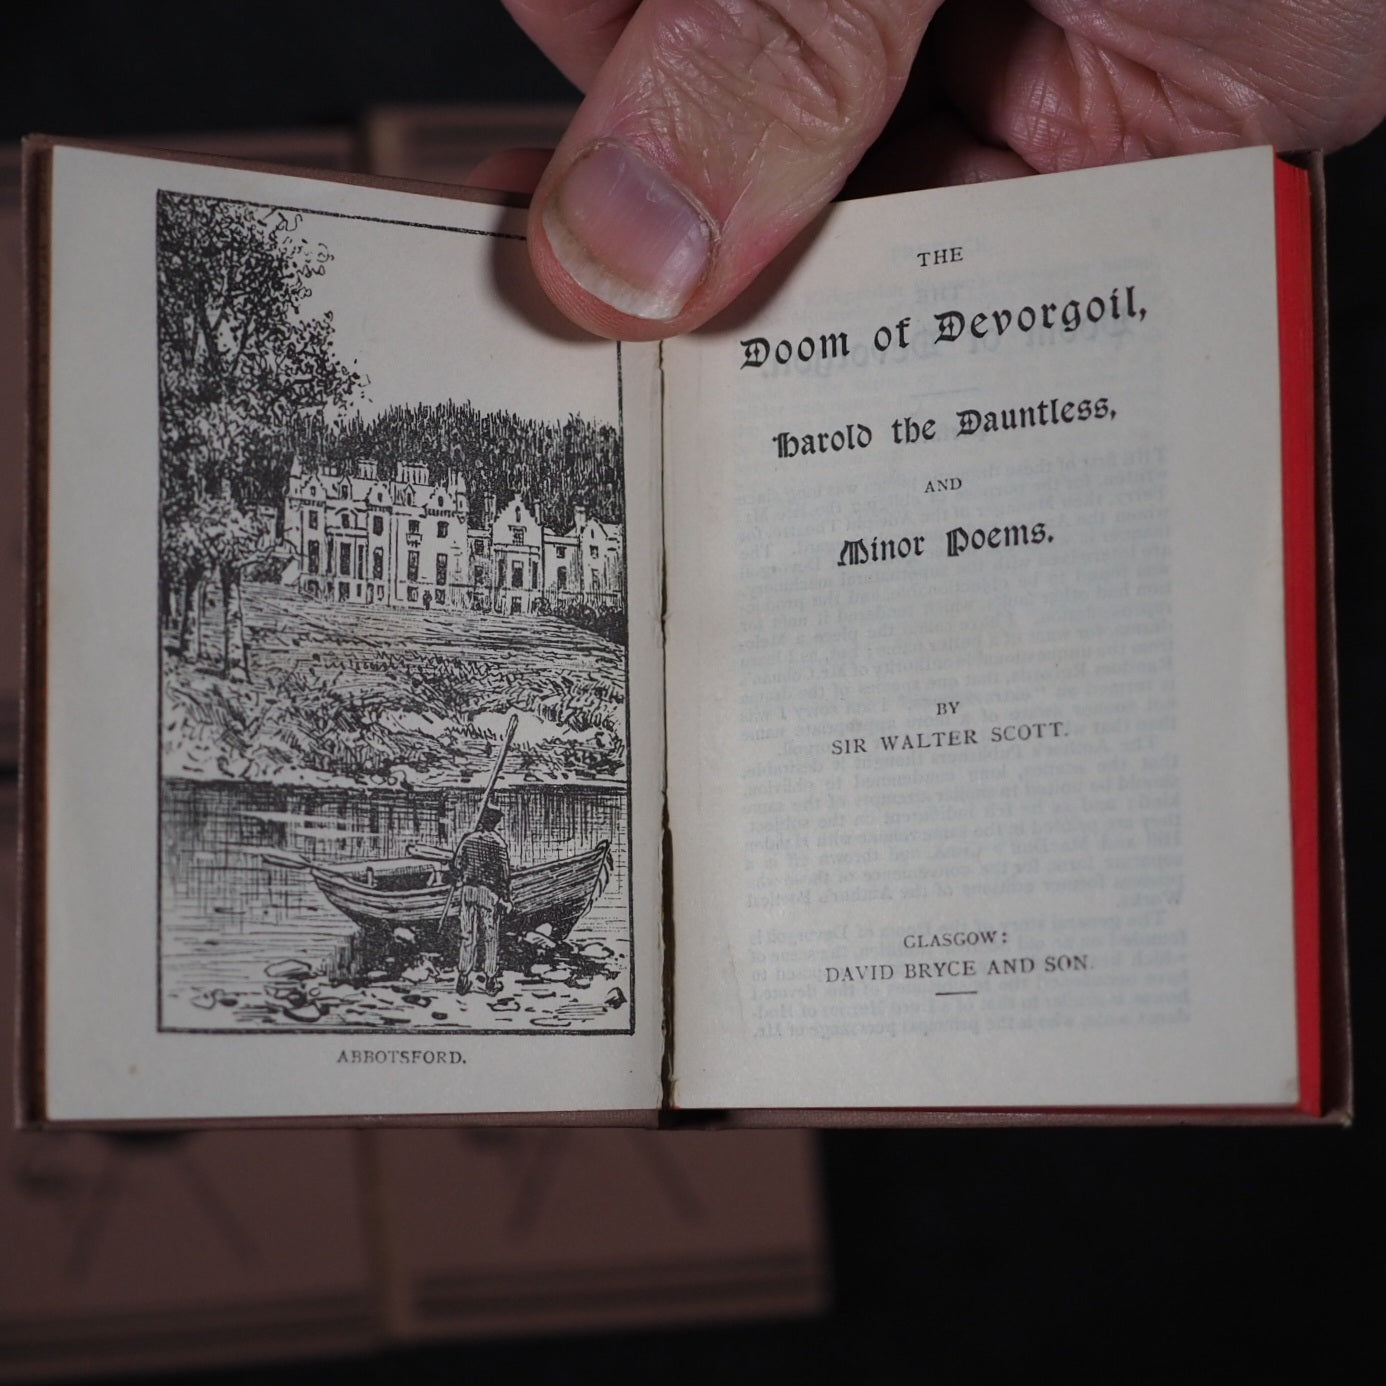 ABBOTSFORD.
THE
Doom of Devorgoil,
Harold the Dauntless,
AND
Minor Poems.
BY
SIR WALTER SCOTT.
GLASGOW:
DAVID BRYCE AND SON.